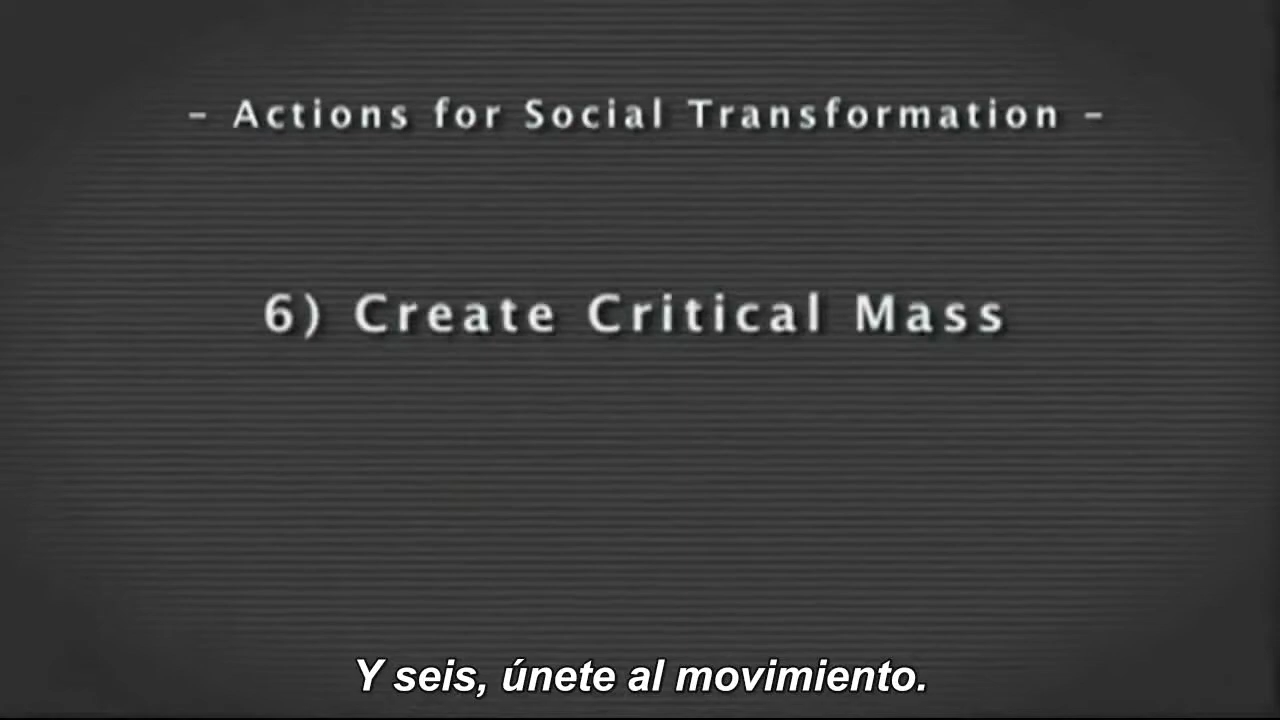 - Actions for Social Transformation -
6) Create Critical Mass
Y seis, únete al movimiento.